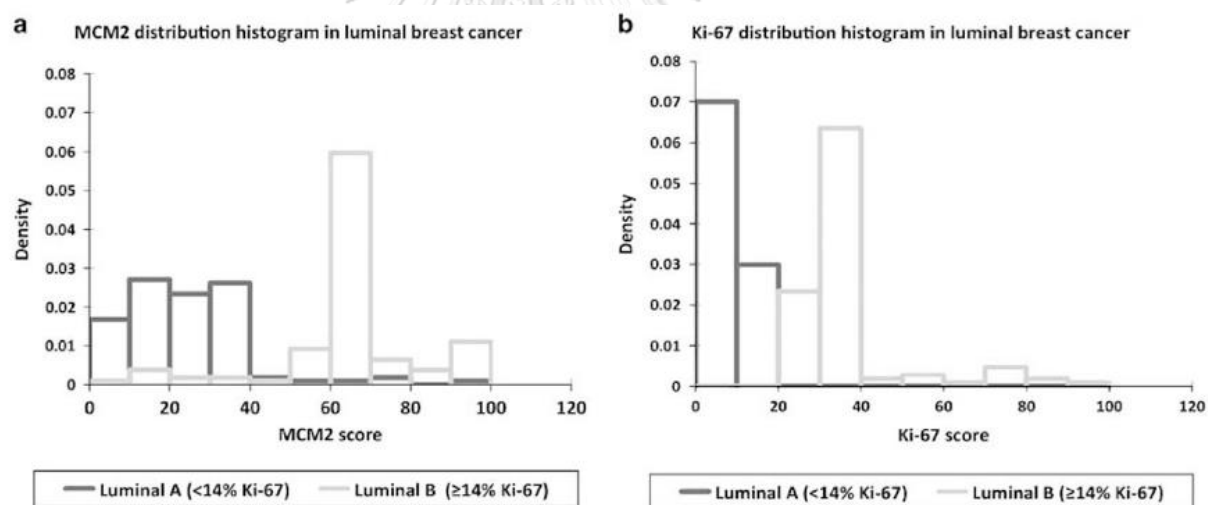 a MCM2 distribution histogram in luminal breast cancer
0.08
0.07
0.06
0.05
0.04
0.03
0.02
0.01
0
Density
0 20 40 60 80 100 120
MCM2 score
Luminal A (<14% Ki-67) Luminal B (≥14% Ki-67)
b Ki-67 distribution histogram in luminal breast cancer
0.08
0.07
0.06
0.05
0.04
0.03
0.02
0.01
0
Density
0 20 40 60 80 100 120
Ki-67 score
Luminal A (<14% Ki-67) Luminal B (≥14% Ki-67)